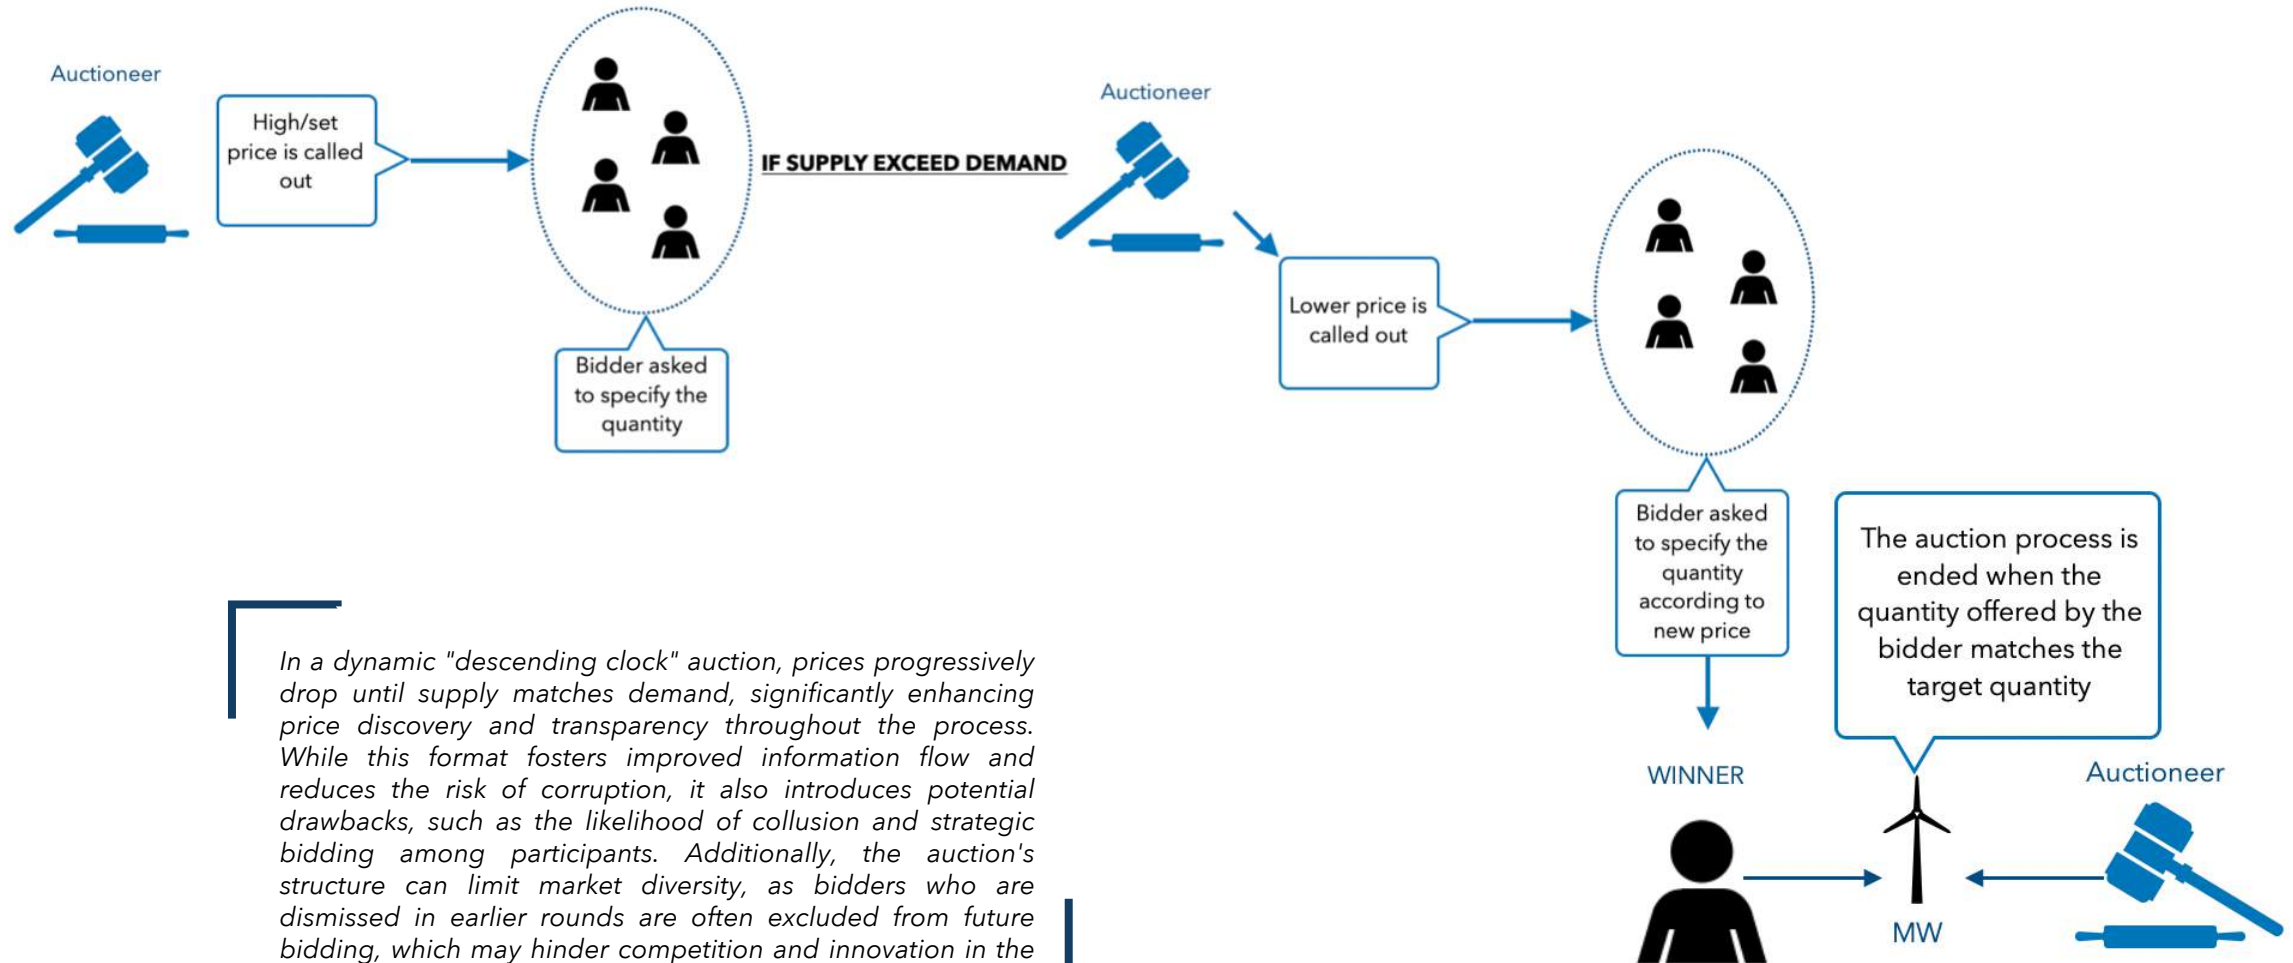 Auctioneer
High/set
price is called
out
IF SUPPLY EXCEED DEMAND
Bidder asked
to specify the
quantity
Auctioneer
Lower price is
called out
Bidder asked
to specify the
quantity
according to
new price
The auction process is
ended when the
quantity offered by the
bidder matches the
target quantity
WINNER
Auctioneer
MW
In a dynamic "descending clock" auction, prices progressively
drop until supply matches demand, significantly enhancing
price discovery and transparency throughout the process.
While this format fosters improved information flow and
reduces the risk of corruption, it also introduces potential
drawbacks, such as the likelihood of collusion and strategic
bidding among participants. Additionally, the auction's
structure can limit market diversity, as bidders who are
dismissed in earlier rounds are often excluded from future
bidding, which may hinder competition and innovation in the